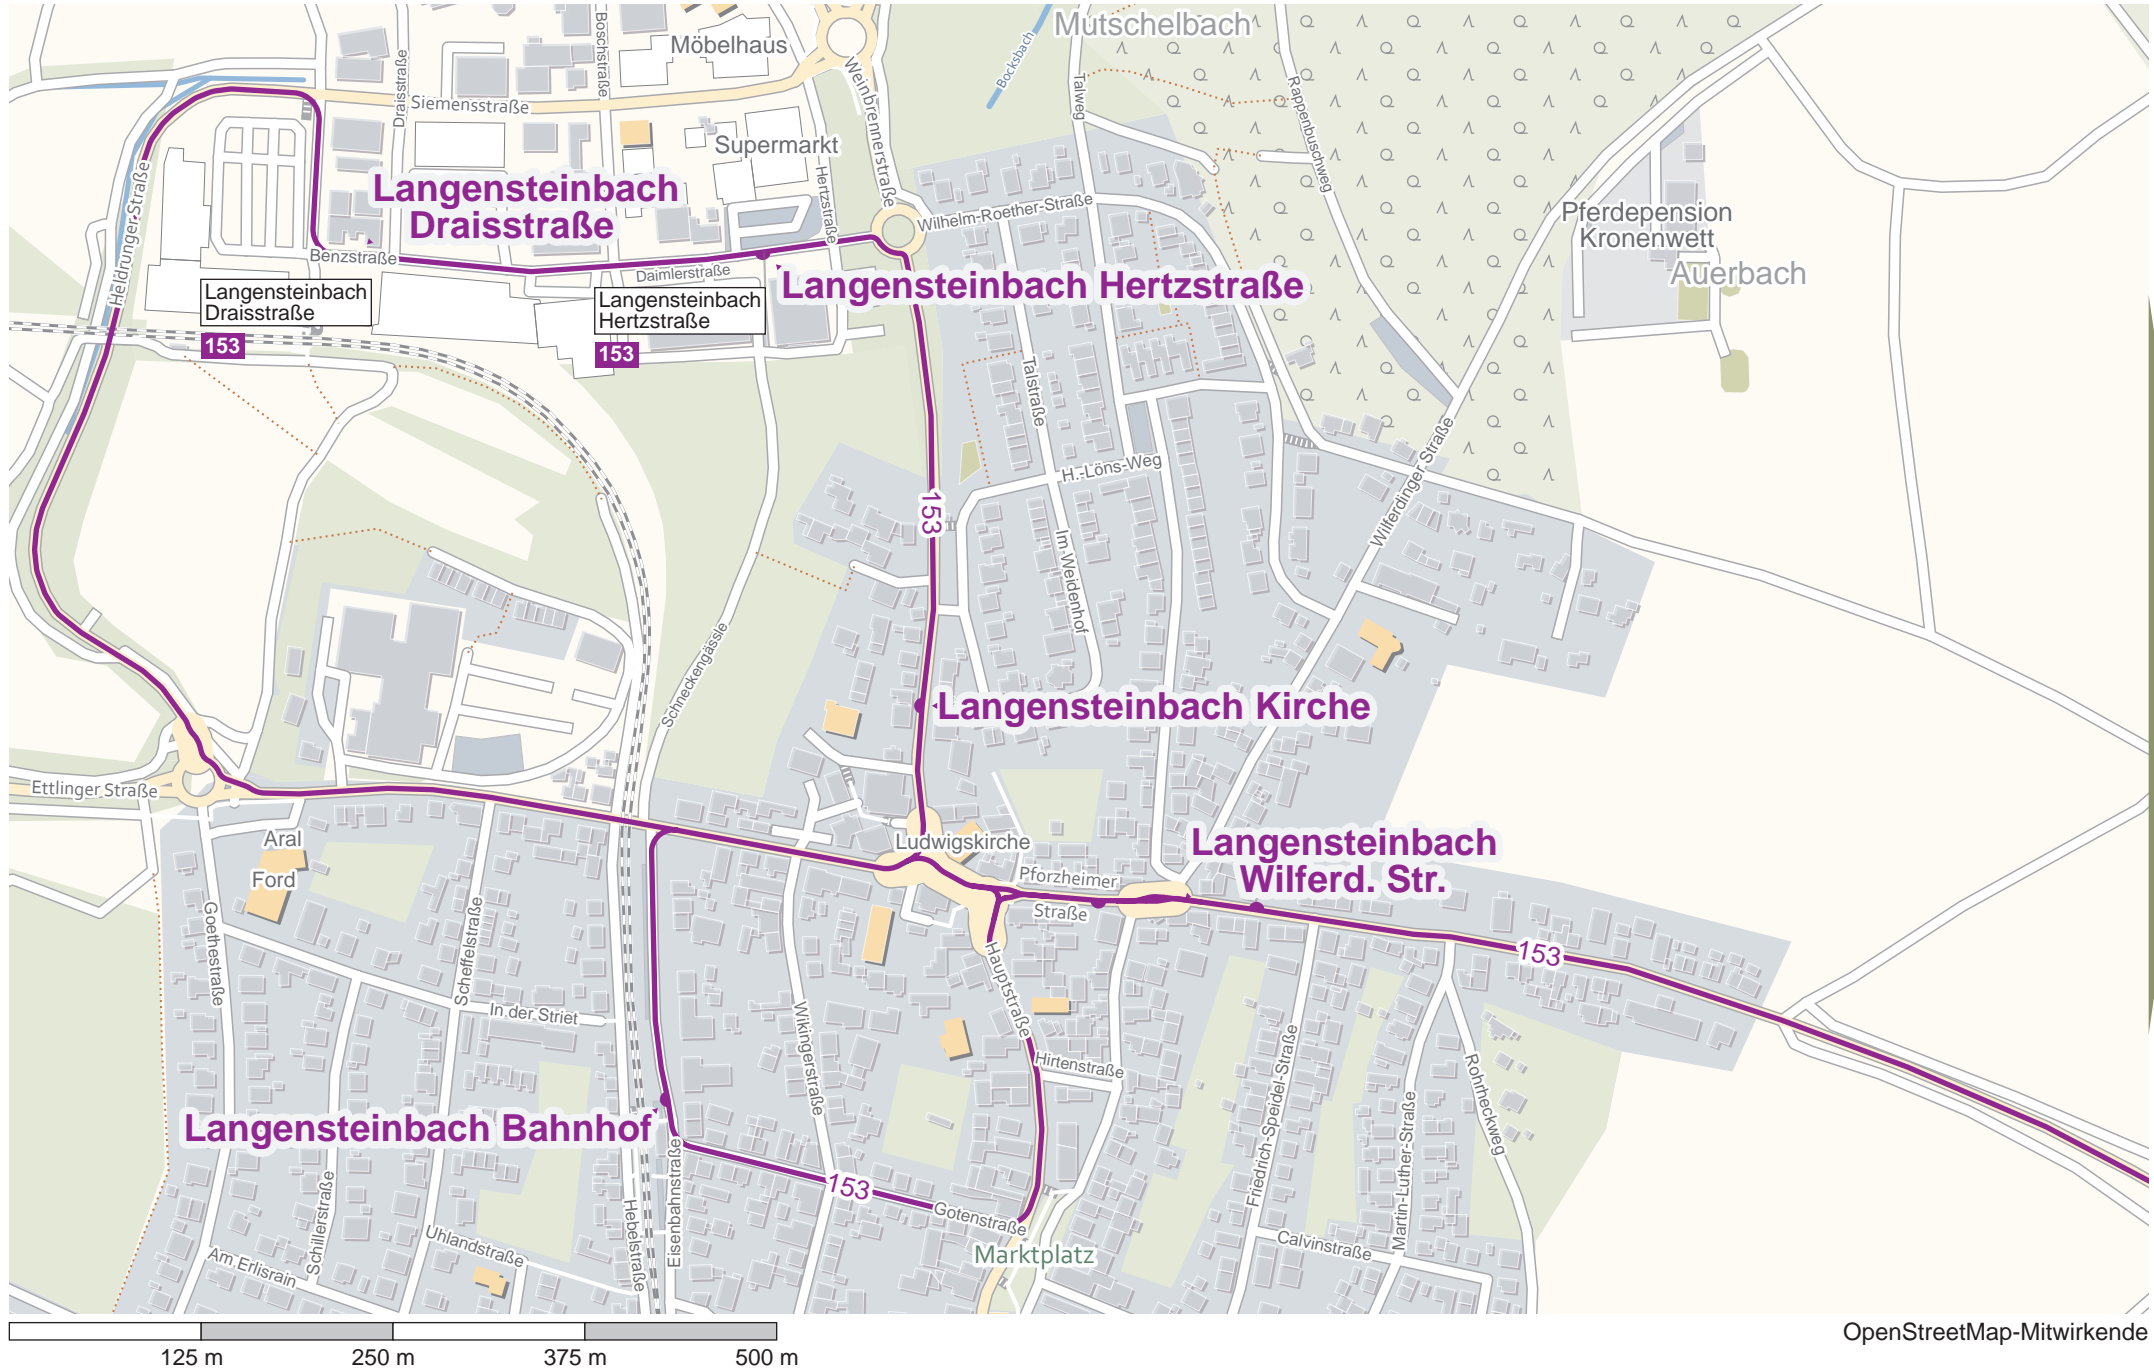 Mutschelbach
Möbelhaus
Boschstraße
Draisstraße
Siemensstraße
Weinbrennerstraße
Bocksbach
Talweg
Rappenbuschweg
Supermarkt
Hertzstraße
Heldrunger Straße
Langensteinbach
Draisstraße
Wilhelm-Roether-Straße
Pferdepension
Kronenwett
Auerbach
Benzstraße
Daimlerstraße
Langensteinbach Hertzstraße
Langensteinbach
Draisstraße
153
Langensteinbach
Hertzstraße
153
Talstraße
H.-Löns-Weg
Wilferdinger Straße
153
Im Weidenhof
Schneckengässle
Langensteinbach Kirche
Ettlinger Straße
Aral
Ford
Ludwigskirche
Langensteinbach
Wilferd. Str.
Pforzheimer
Straße
Goethestraße
Scheffelstraße
In der Striet
Wikingerstraße
Hauptstraße
Hirtenstraße
153
Friedrich-Speidel-Straße
Martin-Luther-Straße
Rohrheckweg
Langensteinbach Bahnhof
153
Gotenstraße
Marktplatz
Schillerstraße
Am Erlisrain
Uhlandstraße
Hebelstraße
Eisenbahnstraße
Calvinstraße
125 m
250 m
375 m
500 m
OpenStreetMap-Mitwirkende